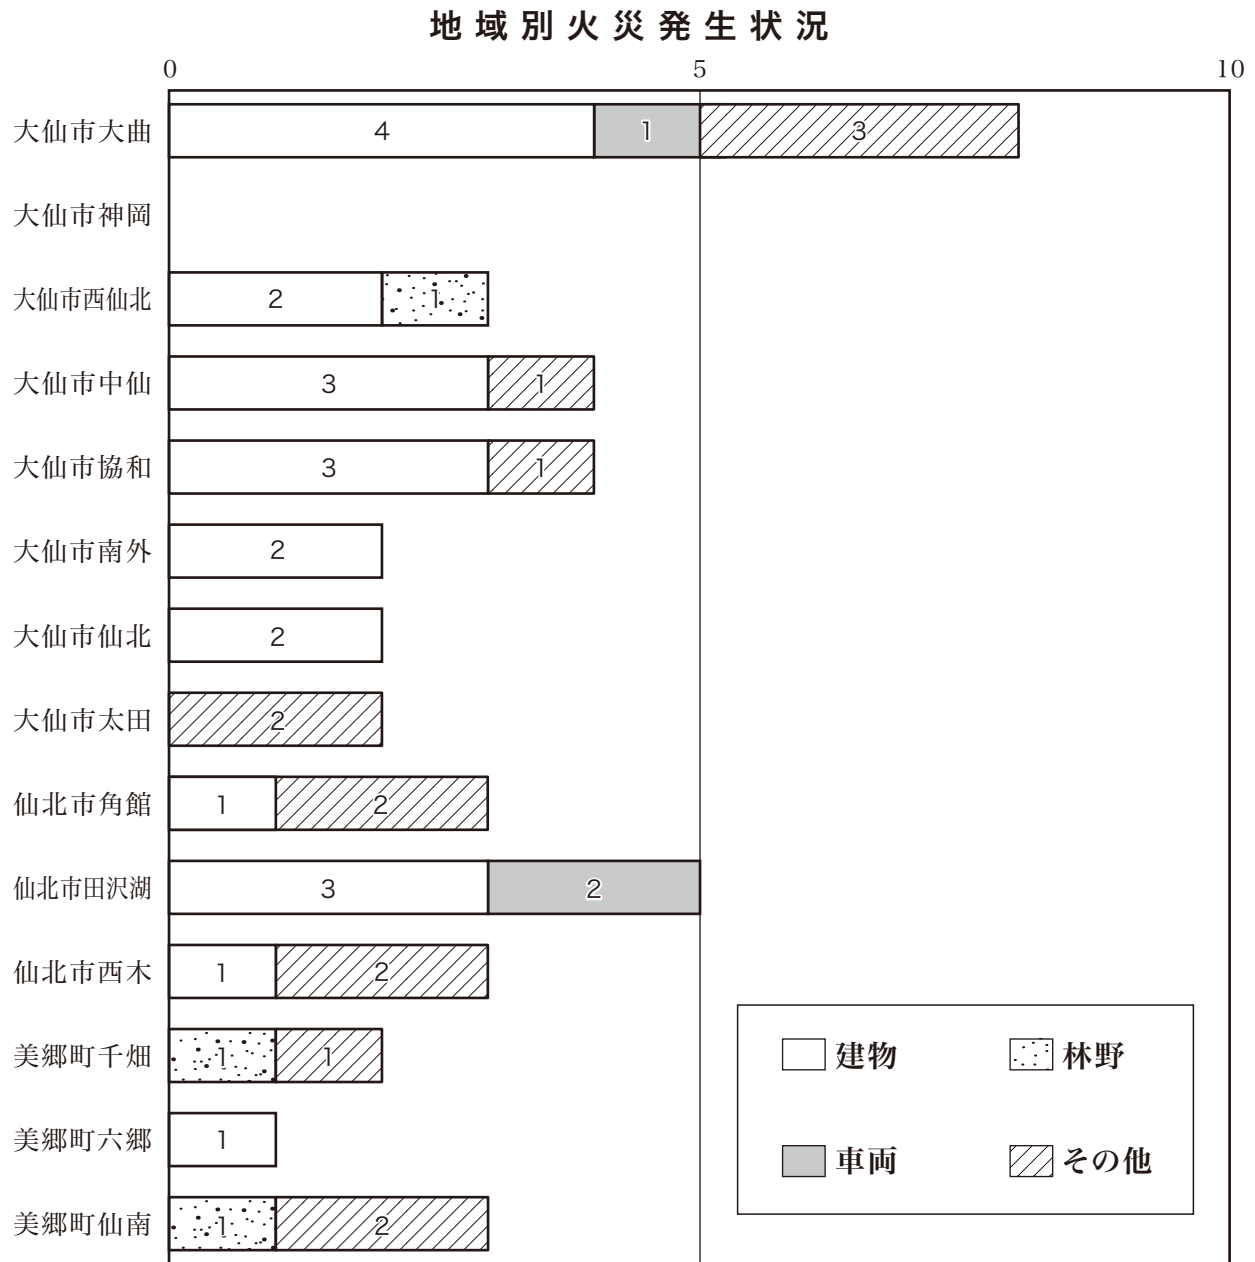 地域別火災発生状況
0 5 10
大仙市大曲 4 1 3
大仙市神岡
大仙市西仙北 2 1
大仙市中仙 3 1
大仙市協和 3 1
大仙市南外 2
大仙市仙北 2
大仙市太田 2
仙北市角館 1 2
仙北市田沢湖 3 2
仙北市西木 1 2
美郷町千畑 1 1
美郷町六郷 1
美郷町仙南 1 2
建物 林野
車両 その他